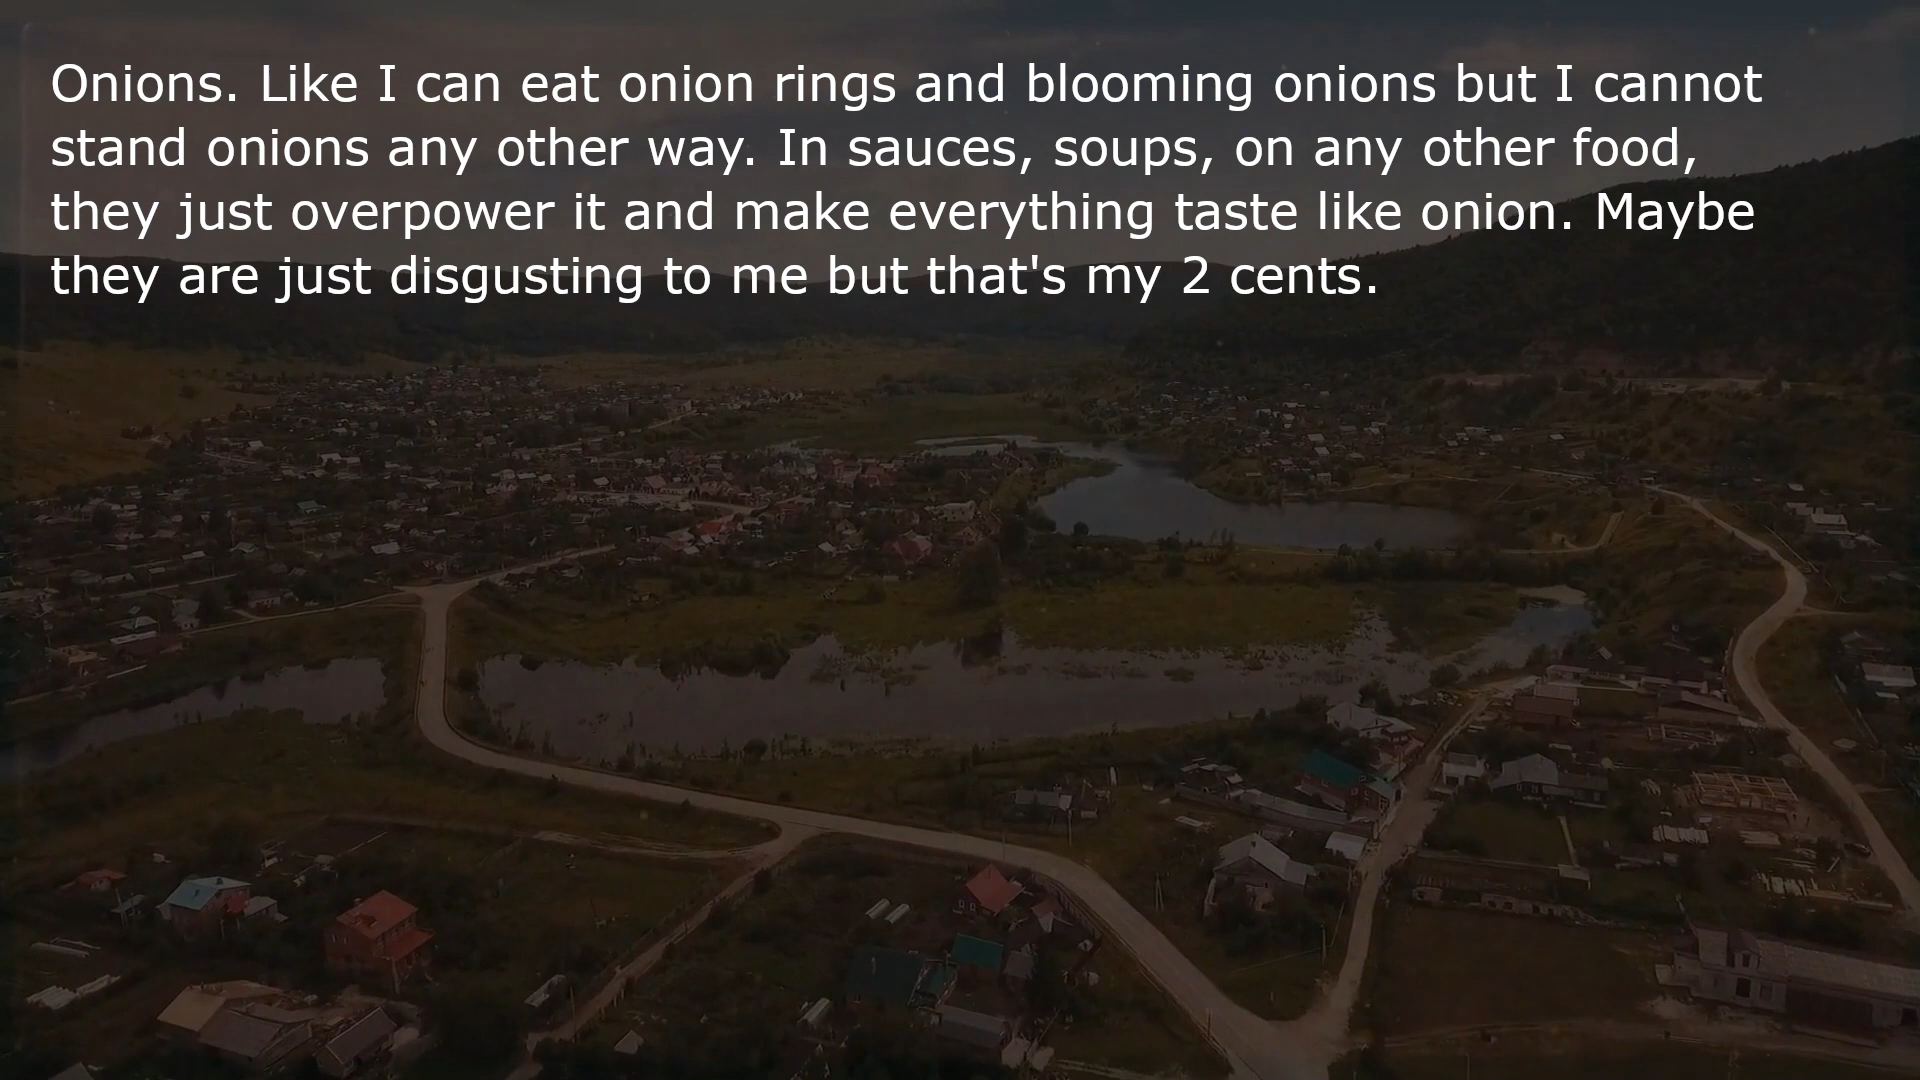 Onions. Like I can eat onion rings and blooming onions but I cannot
stand onions any other way. In sauces, soups, on any other food,
they just overpower it and make everything taste like onion. Maybe
they are just disgusting to me but that's my 2 cents.